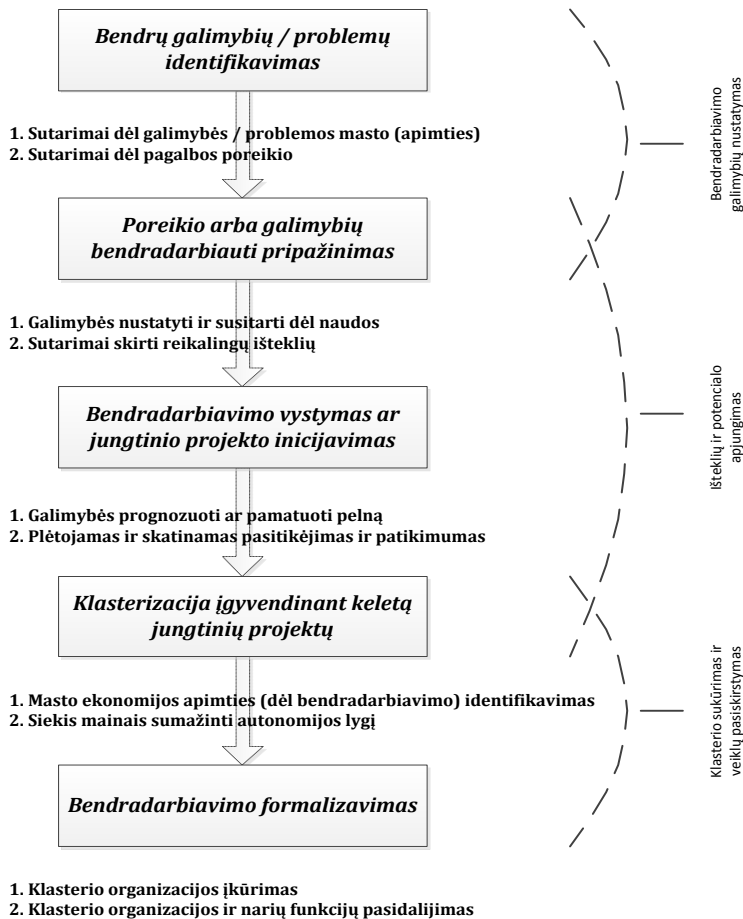 Bendrų galimybių / problemų
identifikavimas
1. Sutarimai dėl galimybės / problemos masto (apimties)
2. Sutarimai dėl pagalbos poreikio
Bendradarbiavimo
galimybių nustatymas
Poreikio arba galimybių
bendradarbiauti pripažinimas
1. Galimybės nustatyti ir susitarti dėl naudos
2. Sutarimai skirti reikalingų išteklių
Bendradarbiavimo vystymas ar
jungtinio projekto inicijavimas
Išteklių ir potencialo
apjungimas
1. Galimybės prognozuoti ar pamatuoti pelną
2. Plėtojamas ir skatinamas pasitikėjimas ir patikimumas
Klasterizacija įgyvendinant keletą
jungtinių projektų
1. Masto ekonomijos apimties (dėl bendradarbiavimo) identifikavimas
2. Siekis mainais sumažinti autonomijos lygį
Klasterio sukūrimas ir
veiklų pasiskirstymas
Bendradarbiavimo formalizavimas
1. Klasterio organizacijos įkūrimas
2. Klasterio organizacijos ir narių funkcijų pasidalijimas